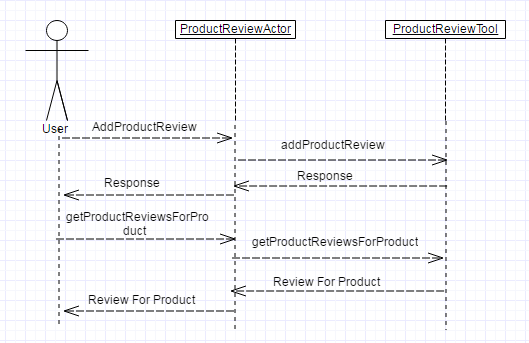 ProductReviewActor
ProductReviewTool
User
AddProductReview
addProductReview
Response
Response
getProductReviewsForPro
duct
getProductReviewsForProduct
Review For Product
Review For Product